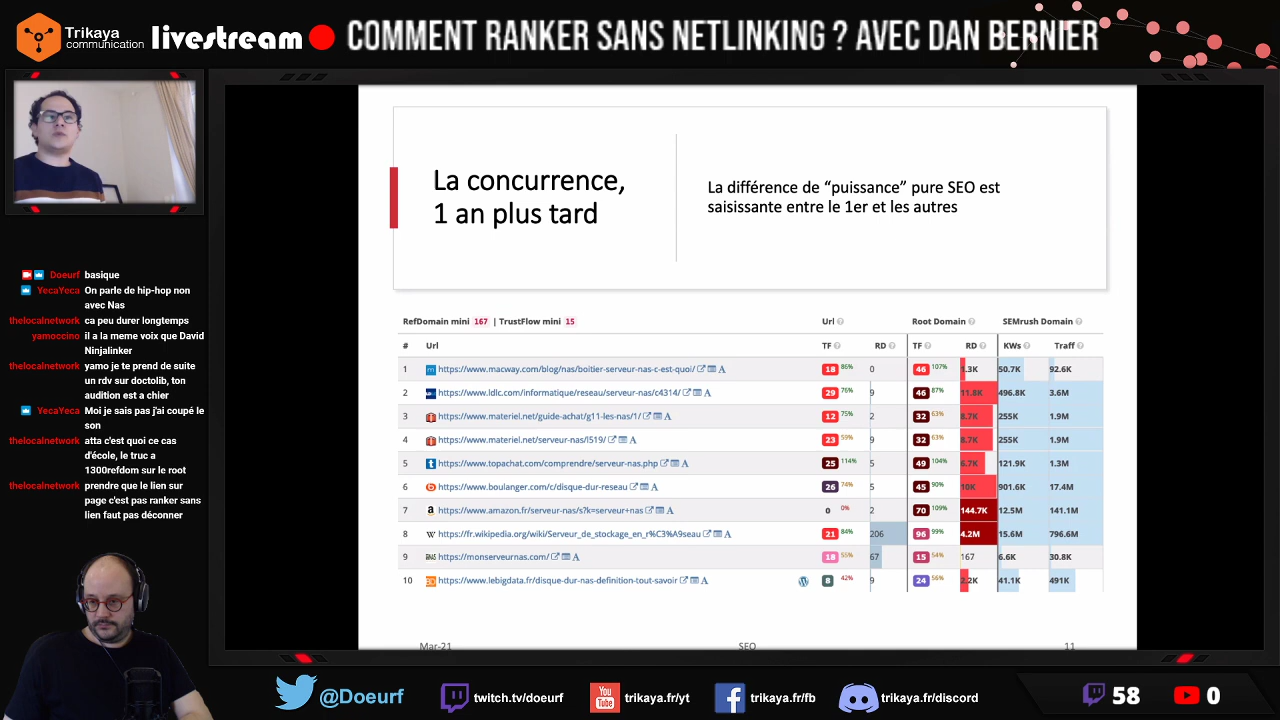 Trikaya communication livestream COMMENT RANKER SANS NETLINKING ? AVEC DAN BERNIER
La concurrence,
1 an plus tard
La différence de “puissance” pure SEO est
saisissante entre le 1er et les autres
Doeurf basique
YecaYeca On parle de hip-hop non
avec Nas
thelocalnetwork ca peu durer longtemps
yamoccino il a la meme voix que David
Ninjalinker
thelocalnetwork yamo je te prend de suite
un rdv sur doctolib, ton
audition est a chier
YecaYeca Moi je sais pas j'ai coupé le
son
thelocalnetwork atta c'est quoi ce cas
d'école, le truc a
1300refdom sur le root
thelocalnetwork prendre que le lien sur
page c'est pas ranker sans
lien faut pas déconner
RefDomain mini 167 | TrustFlow mini 15 Url Root Domain SEMrush Domain
# Url TF RD TF RD KWs Traff
1 https://www.macway.com/blog/nas/boitier-serveur-nas-c-est-quoi/ 18 86% 0 46 107% 1.3K 50.7K 92.6K
2 https://www.ldlc.com/informatique/reseau/serveur-nas/c4314/ 29 76% 9 46 87% 11.8K 496.8K 3.6M
3 https://www.materiel.net/guide-achat/g11-les-nas/1/ 12 75% 2 32 63% 8.7K 255K 1.9M
4 https://www.materiel.net/serveur-nas/l519/ 23 59% 9 32 63% 8.7K 255K 1.9M
5 https://www.topachat.com/comprendre/serveur-nas.php 25 114% 5 49 104% 6.7K 121.9K 1.3M
6 https://www.boulanger.com/c/disque-dur-reseau 26 74% 5 45 90% 10K 901.6K 17.4M
7 https://www.amazon.fr/serveur-nas/s?k=serveur+nas 0 0% 2 70 109% 144.7K 12.5M 141.1M
8 https://fr.wikipedia.org/wiki/Serveur_de_stockage_en_r%C3%A9seau 21 84% 206 96 99% 4.2M 15.6M 796.6M
9 https://monserveurnas.com/ 18 55% 67 15 54% 167 6.6K 30.8K
10 https://www.lebigdata.fr/disque-dur-nas-definition-tout-savoir 8 42% 9 24 56% 2.2K 41.1K 491K
Mar-21 SEO 11
@Doeurf twitch.tv/doeurf You Tube trikaya.fr/yt trikaya.fr/fb trikaya.fr/discord 58 0